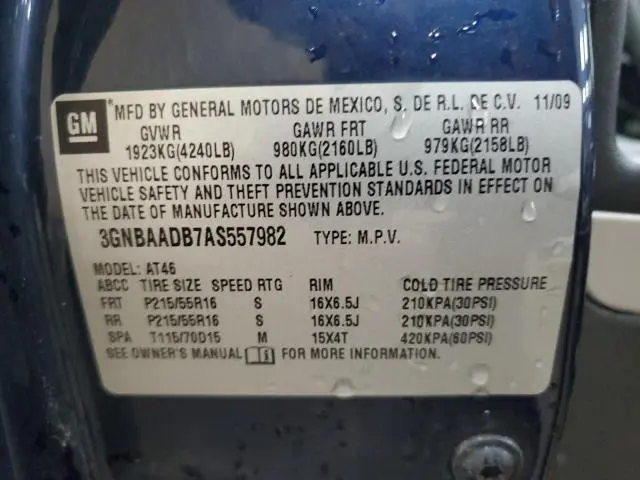 GM
® MFD BY GENERAL MOTORS DE MEXICO, S. DE R.L. DE C.V. 11/09
GVWR GAWR FRT GAWR RR
1923KG(4240LB) 980KG(2160LB) 979KG(2158LB)
THIS VEHICLE CONFORMS TO ALL APPLICABLE U.S. FEDERAL MOTOR
VEHICLE SAFETY AND THEFT PREVENTION STANDARDS IN EFFECT ON
THE DATE OF MANUFACTURE SHOWN ABOVE.
3GNBAADB7AS557982 TYPE: M.P.V.
MODEL: AT46
ABCC TIRE SIZE SPEED RTG RIM COLD TIRE PRESSURE
FRT P215/55R16 S 16X6.5J 210KPA(30PSI)
RR P215/55R16 S 16X6.5J 210KPA(30PSI)
SPA T115/70D15 M 15X4T 420KPA(60PSI)
SEE OWNER'S MANUAL FOR MORE INFORMATION.